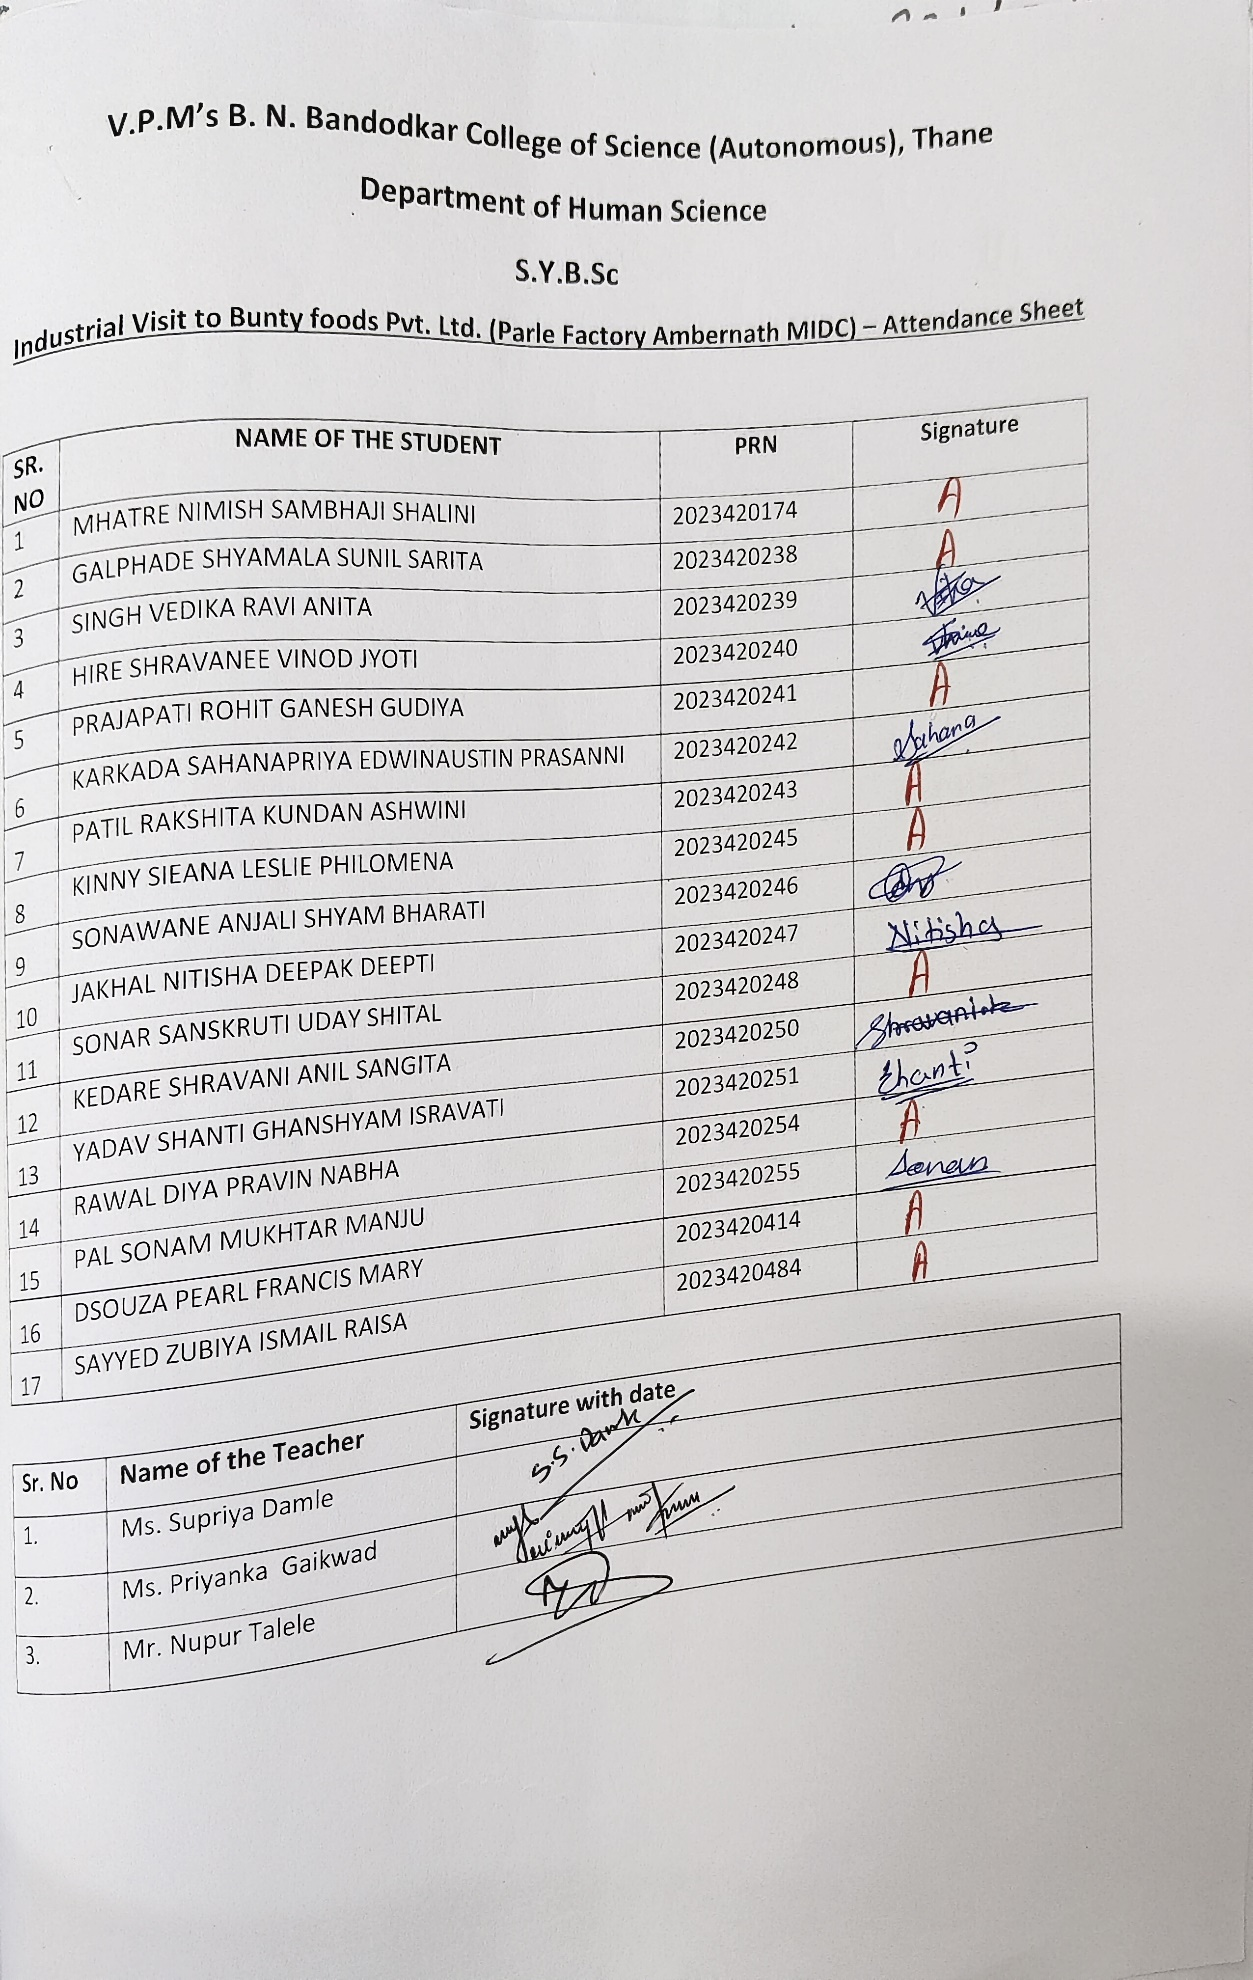 V.P.M's B. N. Bandodkar College of Science (Autonomous), Thane
Department of Human Science
S.Y.B.Sc
Industrial Visit to Bunty foods Pvt. Ltd. (Parle Factory Ambernath MIDC) – Attendance Sheet
SR. NO NAME OF THE STUDENT PRN Signature
1 MHATRE NIMISH SAMBHAJI SHALINI 2023420174 A
2 GALPHADE SHYAMALA SUNIL SARITA 2023420238 A
3 SINGH VEDIKA RAVI ANITA 2023420239
4 HIRE SHRAVANEE VINOD JYOTI 2023420240
5 PRAJAPATI ROHIT GANESH GUDIYA 2023420241 A
6 KARKADA SAHANAPRIYA EDWINAUSTIN PRASANNI 2023420242 Sahana
7 PATIL RAKSHITA KUNDAN ASHWINI 2023420243 A
8 KINNY SIEANA LESLIE PHILOMENA 2023420245 A
9 SONAWANE ANJALI SHYAM BHARATI 2023420246
10 JAKHAL NITISHA DEEPAK DEEPTI 2023420247 Nitisha
11 SONAR SANSKRUTI UDAY SHITAL 2023420248 A
12 KEDARE SHRAVANI ANIL SANGITA 2023420250
13 YADAV SHANTI GHANSHYAM ISRAVATI 2023420251 Shanti
14 RAWAL DIYA PRAVIN NABHA 2023420254 A
15 PAL SONAM MUKHTAR MANJU 2023420255
16 DSOUZA PEARL FRANCIS MARY 2023420414 A
17 SAYYED ZUBIYA ISMAIL RAISA 2023420484 A
Sr. No Name of the Teacher Signature with date
1. Ms. Supriya Damle
2. Ms. Priyanka Gaikwad
3. Mr. Nupur Talele